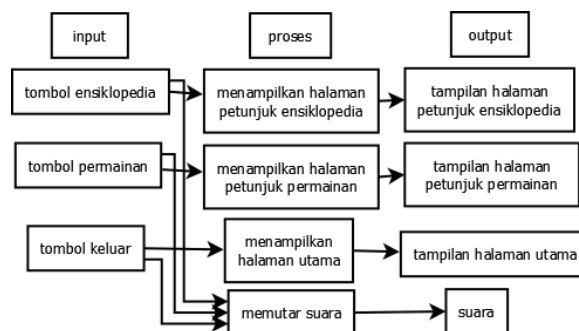 input
proses
output
tombol ensiklopedia
menampilkan halaman
petunjuk ensiklopedia
tampilan halaman
petunjuk ensiklopedia
tombol permainan
menampilkan halaman
petunjuk permainan
tampilan halaman
petunjuk permainan
tombol keluar
menampilkan
halaman utama
tampilan halaman utama
memutar suara
suara